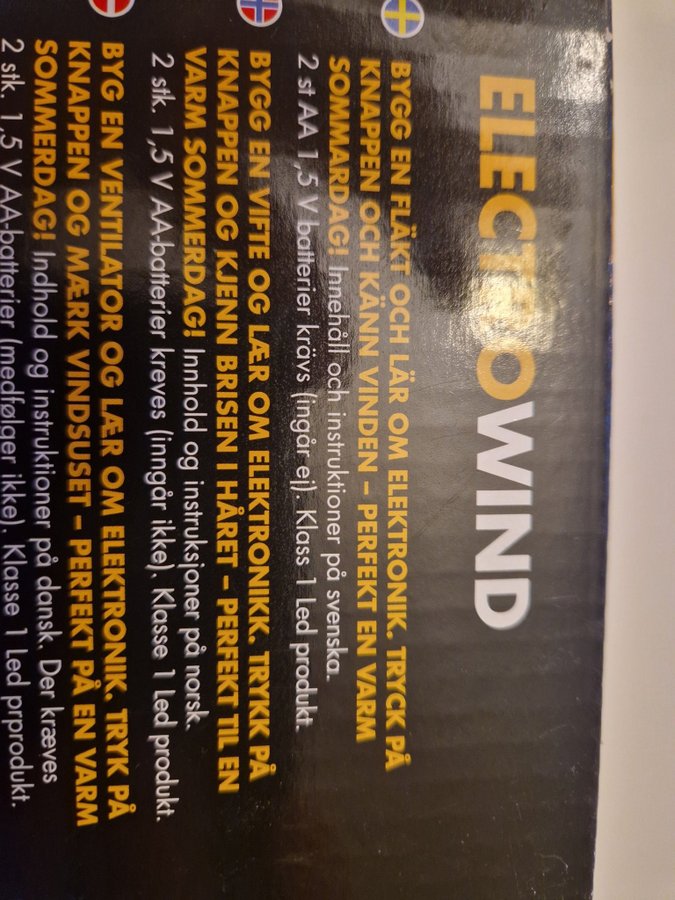 ELECTROWIND
BYGG EN FLÄKT OCH LÄR OM ELEKTRONIK. TRYCK PÅ
KNAPPEN OCH KÄNN VINDEN – PERFEKT EN VARM
SOMMARDAG! Innehåll och instruktioner på svenska.
2 st AA 1,5 V batterier krävs (ingår ej). Klass 1 Led produkt.
BYGG EN VIFTE OG LÆR OM ELEKTRONIKK. TRYKK PÅ
KNAPPEN OG KJENN BRISEN I HÅRET – PERFEKT TIL EN
VARM SOMMERDAG! Innhold og instruksjoner på norsk.
2 stk. 1,5 V AA-batterier kreves (inngår ikke). Klasse 1 Led produkt.
BYG EN VENTILATOR OG LÆR OM ELEKTRONIK. TRYK PÅ
KNAPPEN OG MÆRK VINDSUSET – PERFEKT PÅ EN VARM
SOMMERDAG! Indhold og instruktioner på dansk. Der kræves
2 stk. 1,5 V AA-batterier (medfølger ikke). Klasse 1 Led prprodukt.